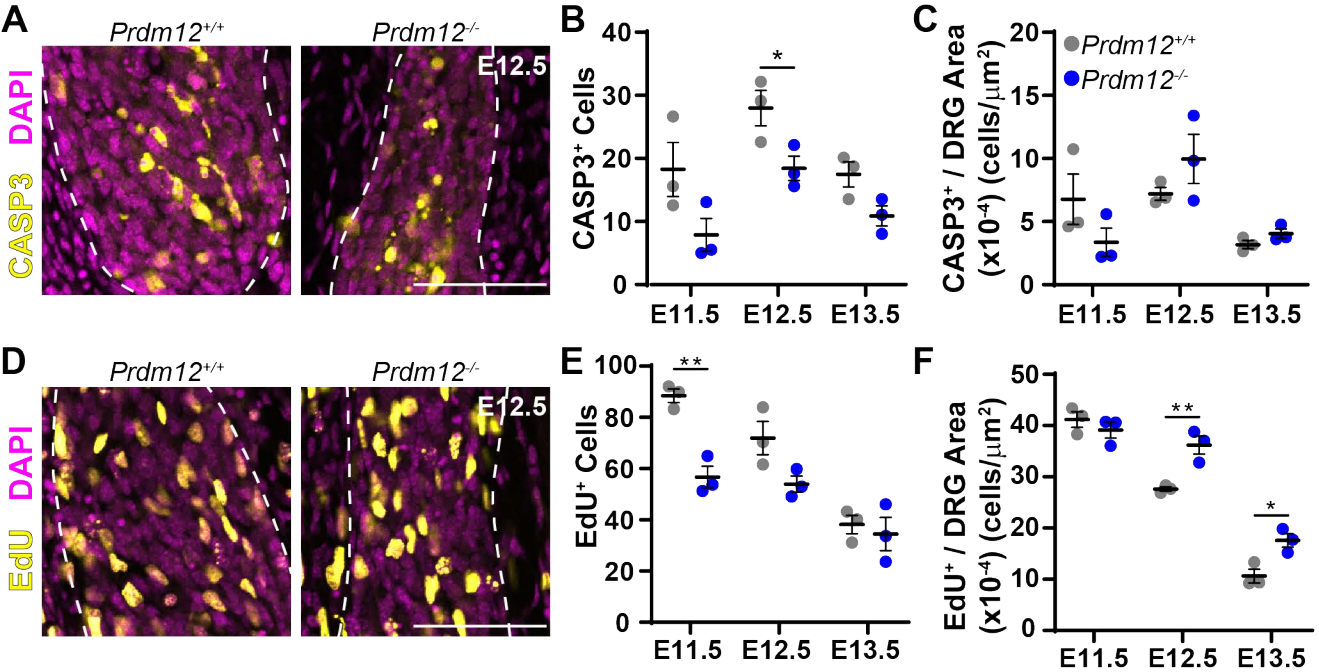 A
Prdm12+/+
Prdm12-/-
E12.5
CASP3 DAPI
B
CASP3+ Cells
40
30
20
10
0
*
E11.5 E12.5 E13.5
C
CASP3+ / DRG Area
(x10-4) (cells/μm2)
20
15
10
5
0
Prdm12+/+
Prdm12-/-
E11.5 E12.5 E13.5
D
Prdm12+/+
Prdm12-/-
E12.5
EdU DAPI
E
EdU+ Cells
100
80
60
40
20
0
**
E11.5 E12.5 E13.5
F
EdU+ / DRG Area
(x10-4) (cells/μm2)
50
40
30
20
10
0
**
*
E11.5 E12.5 E13.5